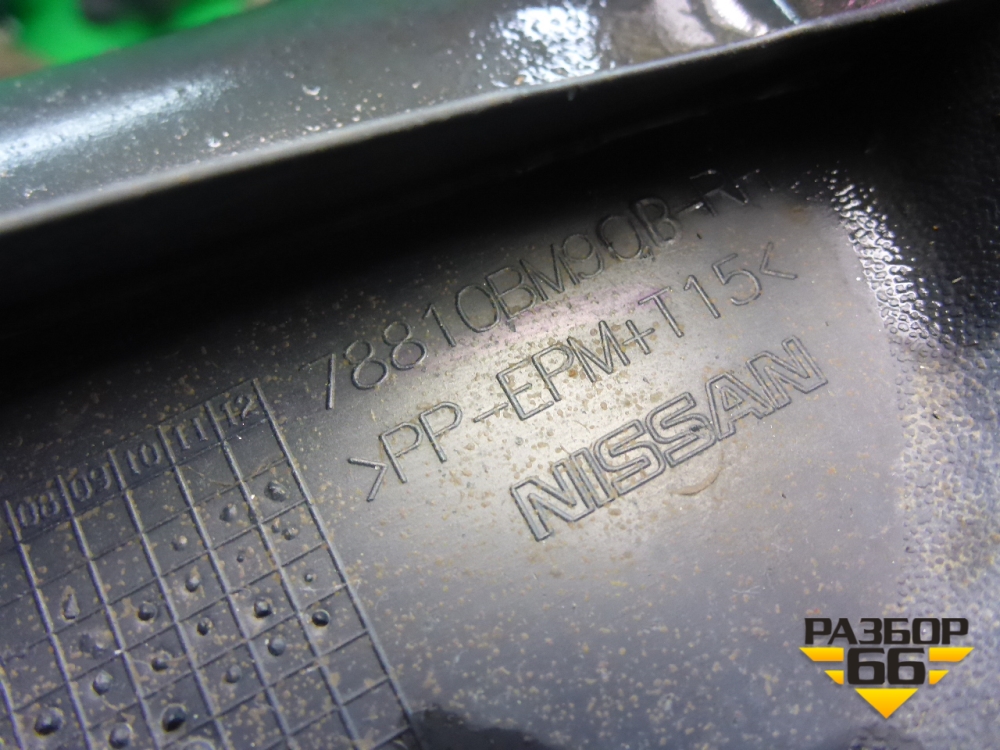 78810BM90B-R
>PP-EPM+T15<
NISSAN
08 09 10 11 12
РАЗБОР
66